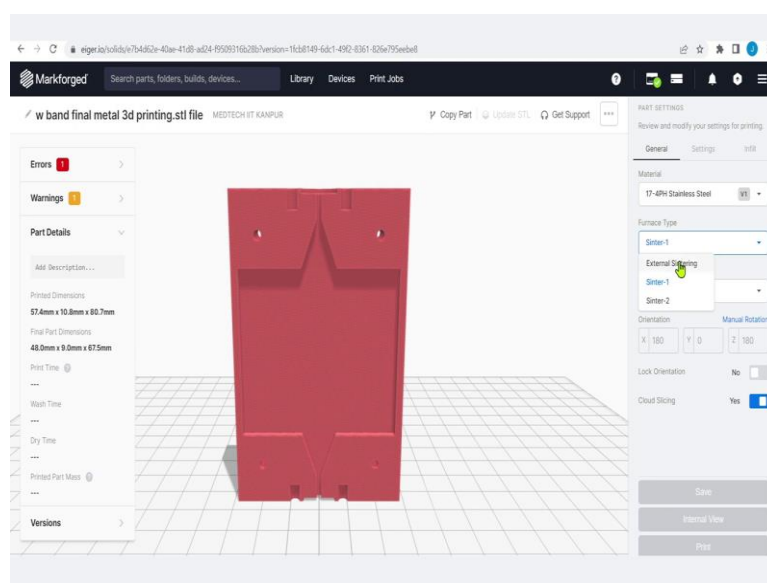 eiger.io/solids/e7b4d62e-40ae-41d8-ad24-f9509316b28b?version=1fcb8149-6dc1-49f2-8361-826e795eebe8
Markforged
Search parts, folders, builds, devices...
Library Devices Print Jobs
w band final metal 3d printing.stl file MEDTECH IIT KANPUR
Copy Part Update STL Get Support
PART SETTINGS
Review and modify your settings for printing.
General Settings Infill
Errors 1
Warnings 1
Part Details
Add Description...
Printed Dimensions
57.4mm x 10.8mm x 80.7mm
Final Part Dimensions
48.0mm x 9.0mm x 67.5mm
Print Time
---
Wash Time
---
Dry Time
---
Printed Part Mass
---
Versions
Material
17-4PH Stainless Steel V1
Furnace Type
Sinter-1
External Sintering
Sinter-1
Sinter-2
Orientation Manual Rotation
X 180 Y 0 Z 180
Lock Orientation No
Cloud Slicing Yes
Save
Internal View
Print